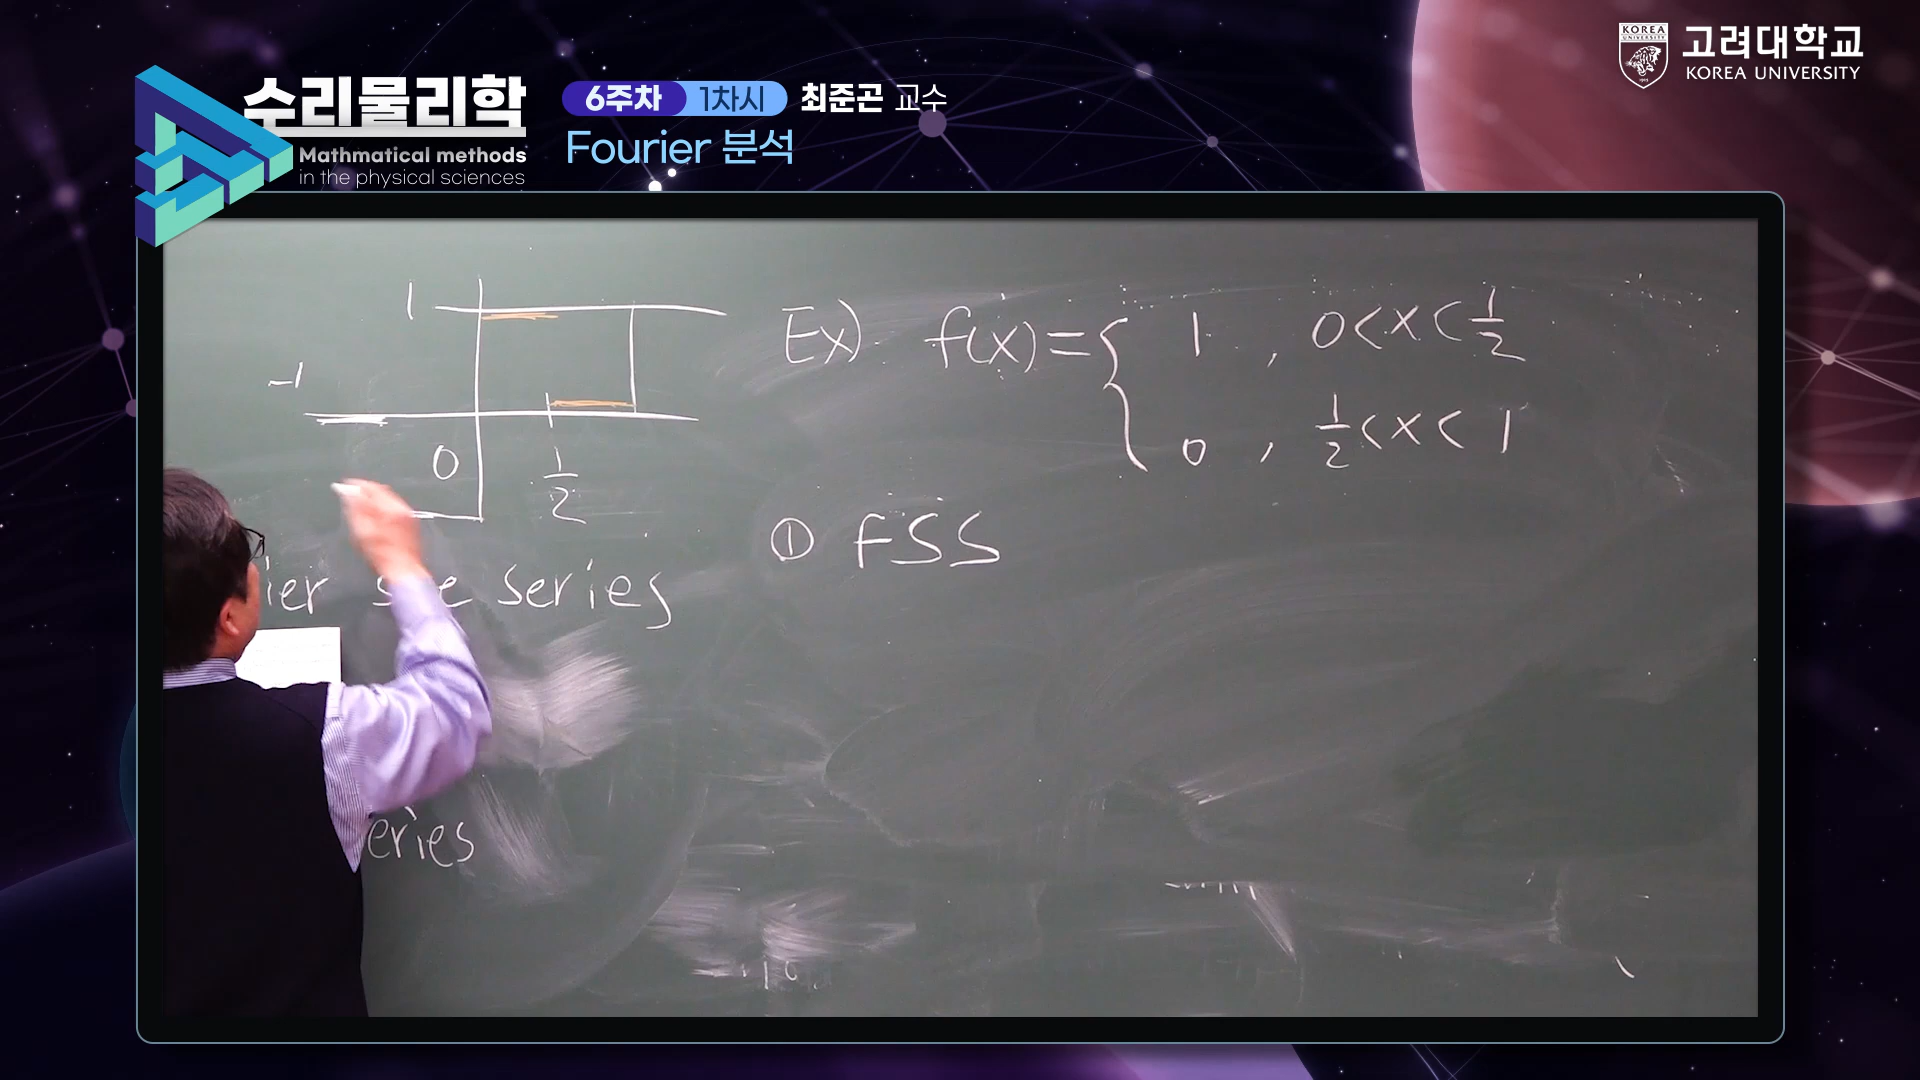 수리물리학
Mathmatical methods
in the physical sciences
6주차 1차시 최준곤 교수
Fourier 분석
KOREA
UNIVERSITY
고려대학교
KOREA UNIVERSITY
1
-1
0
1/2
ier s e series
eries
Ex) f(x)={ 1 , 0<x<1/2
0 , 1/2<x<1
① FSS